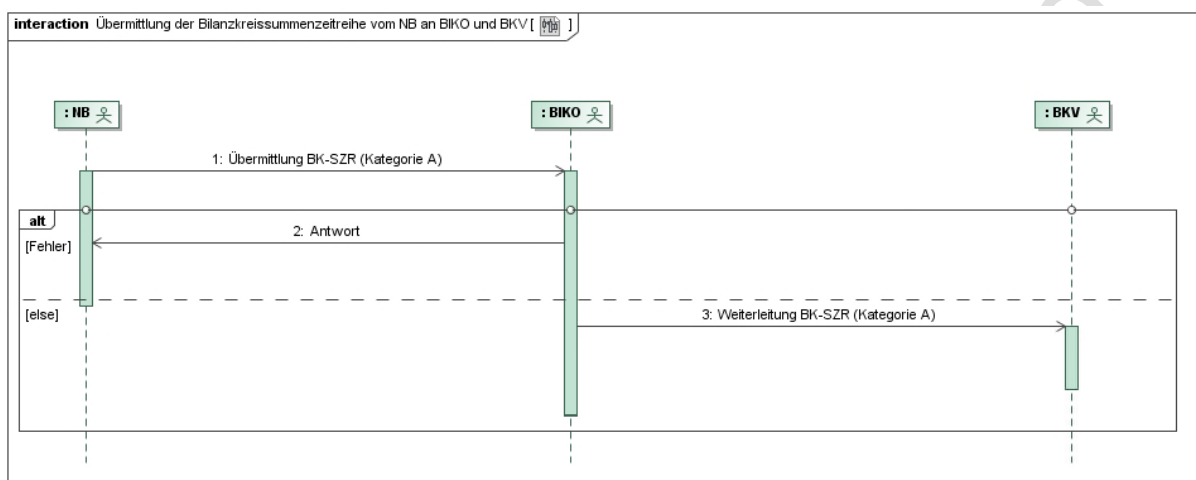 interaction Übermittlung der Bilanzkreissummenzeitreihe vom NB an BIKO und BKV [ ]
: NB
: BIKO
: BKV
1: Übermittlung BK-SZR (Kategorie A)
alt
[Fehler]
2: Antwort
[else]
3: Weiterleitung BK-SZR (Kategorie A)